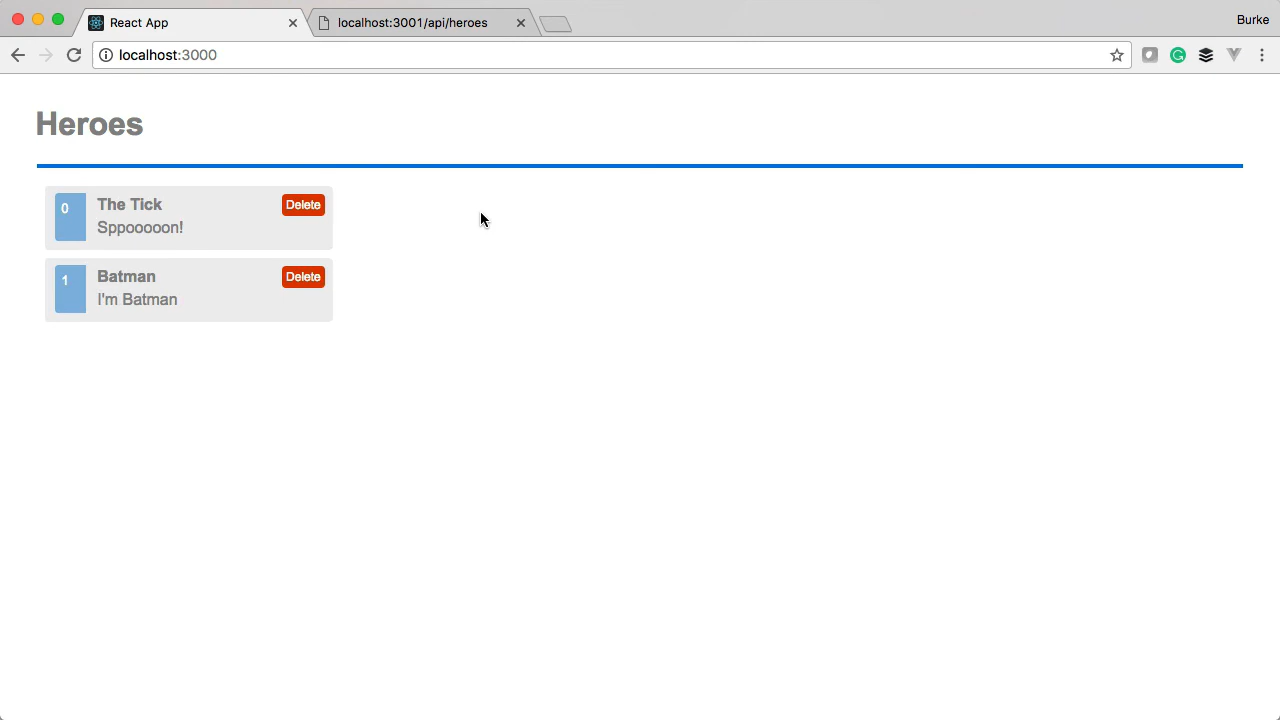 React App
localhost:3001/api/heroes
Burke
localhost:3000
Heroes
0
The Tick
Delete
Sppooooon!
1
Batman
Delete
I'm Batman